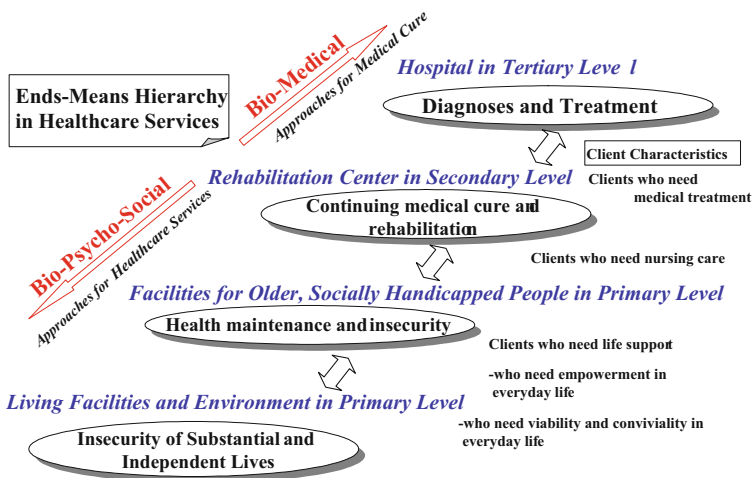 Bio-Medical
Approaches for Medical Cure
Hospital in Tertiary Leve l
Ends-Means Hierarchy
in Healthcare Services
Diagnoses and Treatment
Client Characteristics
Rehabilitation Center in Secondary Level
Clients who need
medical treatment
Bio-Psycho-Social
Approaches for Healthcare Services
Continuing medical cure and
rehabilitation
Clients who need nursing care
Facilities for Older, Socially Handicapped People in Primary Level
Health maintenance and insecurity
Clients who need life support
-who need empowerment in
everyday life
Living Facilities and Environment in Primary Level
-who need viability and conviviality in
everyday life
Insecurity of Substantial and
Independent Lives